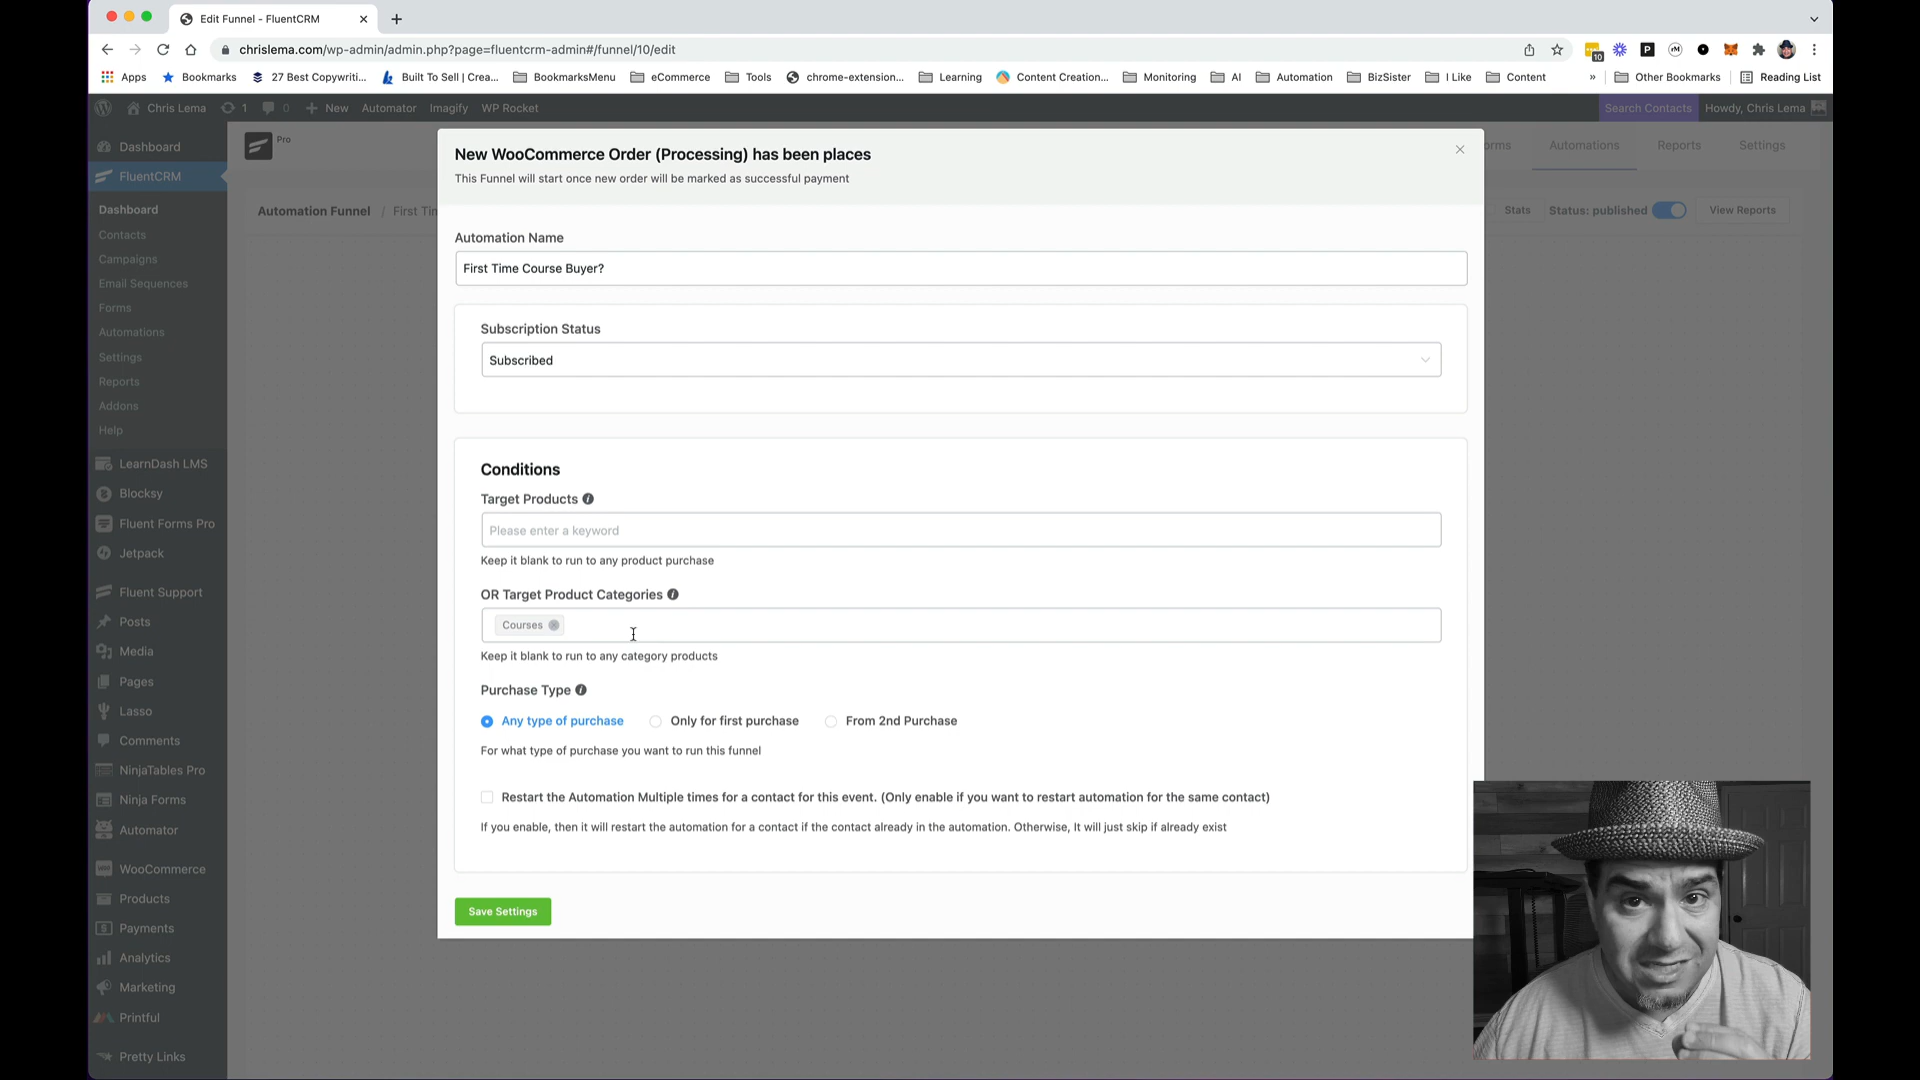 Edit Funnel - FluentCRM
chrislema.com/wp-admin/admin.php?page=fluentcrm-admin#/funnel/10/edit
10
Apps
Bookmarks
27 Best Copywriti...
Built To Sell | Crea...
BookmarksMenu
eCommerce
Tools
chrome-extension...
Learning
Content Creation...
Monitoring
AI
Automation
BizSister
I Like
Content
»
Other Bookmarks
Reading List
Chris Lema
1
0
New
Automator
Imagify
WP Rocket
Search Contacts
Howdy, Chris Lema
Dashboard
FluentCRM
Dashboard
Contacts
Campaigns
Email Sequences
Forms
Automations
Settings
Reports
Addons
Help
LearnDash LMS
Blocksy
Fluent Forms Pro
Jetpack
Fluent Support
Posts
Media
Pages
Lasso
Comments
NinjaTables Pro
Ninja Forms
Automator
WooCommerce
Products
Payments
Analytics
Marketing
Printful
Pretty Links
Pro
orms
Automations
Reports
Settings
Automation Funnel / First Tin
Stats
Status: published
View Reports
New WooCommerce Order (Processing) has been places
This Funnel will start once new order will be marked as successful payment
Automation Name
First Time Course Buyer?
Subscription Status
Subscribed
Conditions
Target Products
Please enter a keyword
Keep it blank to run to any product purchase
OR Target Product Categories
Courses
Keep it blank to run to any category products
Purchase Type
Any type of purchase
Only for first purchase
From 2nd Purchase
For what type of purchase you want to run this funnel
Restart the Automation Multiple times for a contact for this event. (Only enable if you want to restart automation for the same contact)
If you enable, then it will restart the automation for a contact if the contact already in the automation. Otherwise, It will just skip if already exist
Save Settings